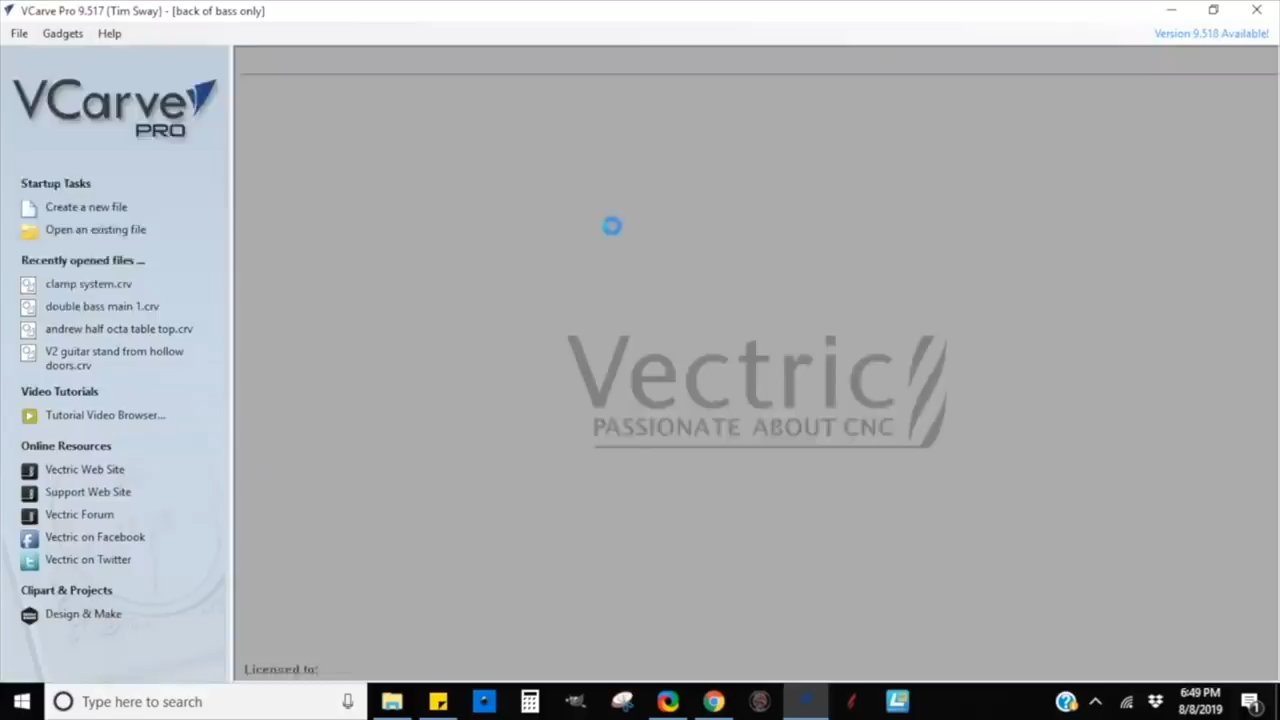 VCarve Pro 9.517 {Tim Sway} - [back of bass only]
File Gadgets Help
Version 9.518 Available!
VCarve
PRO
Startup Tasks
Create a new file
Open an existing file
Recently opened files ...
clamp system.crv
double bass main 1.crv
andrew half octa table top.crv
V2 guitar stand from hollow
doors.crv
Video Tutorials
Tutorial Video Browser...
Online Resources
Vectric Web Site
Support Web Site
Vectric Forum
Vectric on Facebook
Vectric on Twitter
Clipart & Projects
Design & Make
Vectric
PASSIONATE ABOUT CNC
Licensed to:
Type here to search
6:49 PM
8/8/2019
1